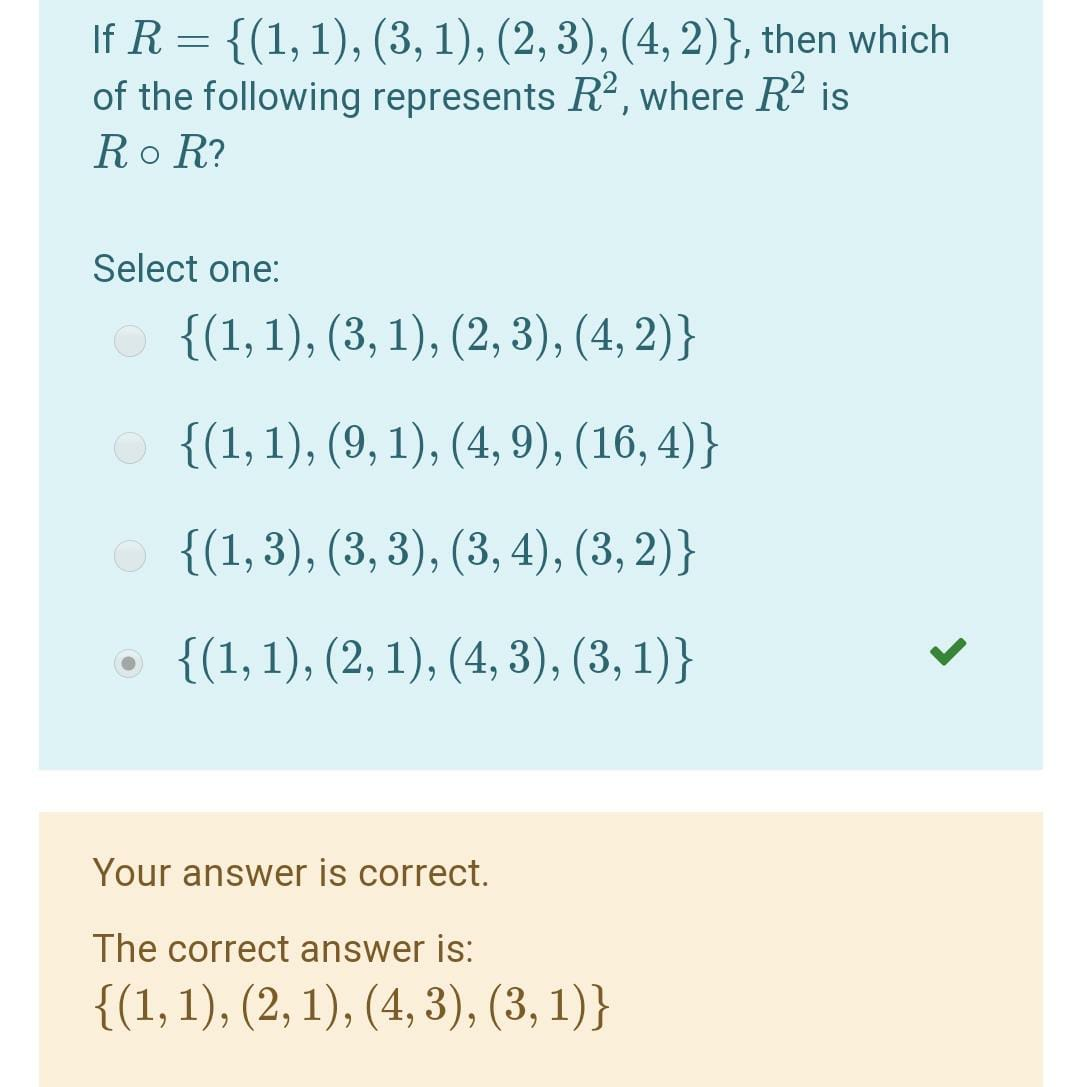 If R = {(1, 1), (3, 1), (2, 3), (4, 2)}, then which
of the following represents R², where R² is
R ∘ R?
Select one:
{(1, 1), (3, 1), (2, 3), (4, 2)}
{(1, 1), (9, 1), (4, 9), (16, 4)}
{(1, 3), (3, 3), (3, 4), (3, 2)}
{(1, 1), (2, 1), (4, 3), (3, 1)}
Your answer is correct.
The correct answer is:
{(1, 1), (2, 1), (4, 3), (3, 1)}